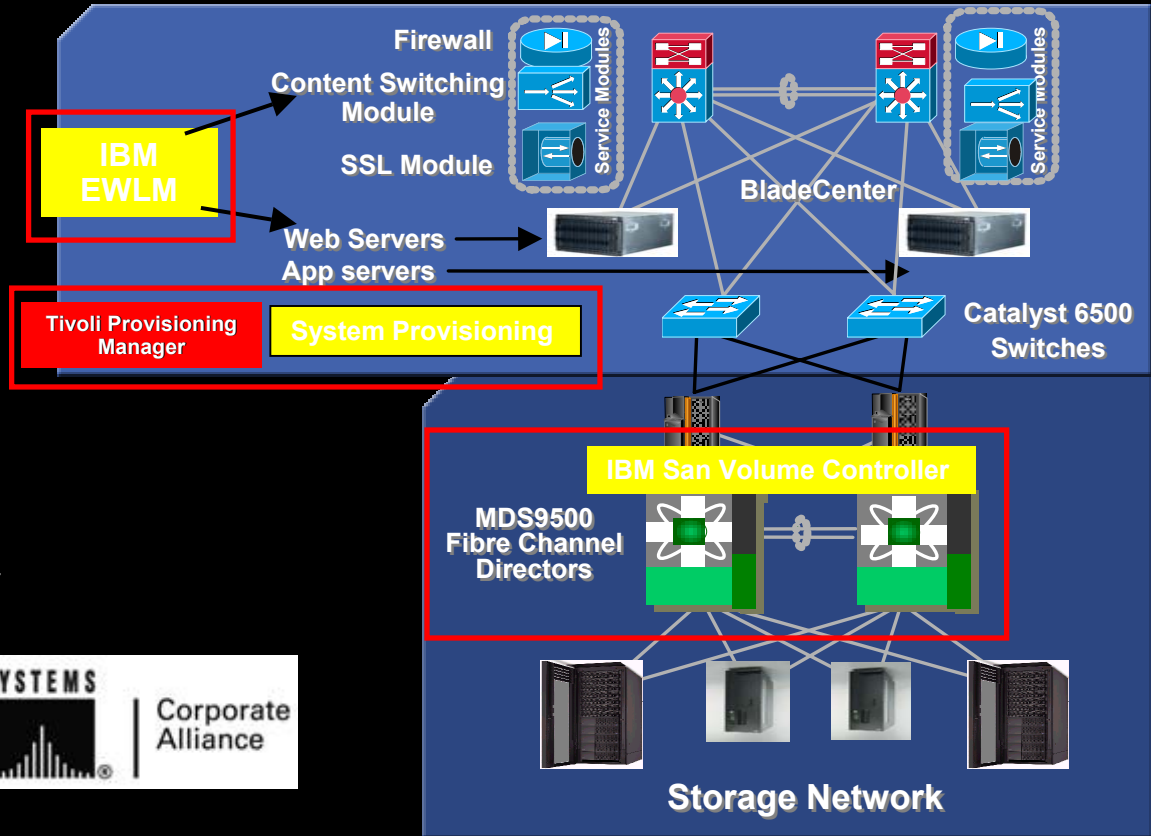 Firewall
Content Switching
Module
SSL Module
Service Modules
Service Modules
IBM
EWLM
BladeCenter
Web Servers
App servers
Tivoli Provisioning
Manager
System Provisioning
Catalyst 6500
Switches
IBM San Volume Controller
MDS9500
Fibre Channel
Directors
YSTEMS
Corporate
Alliance
®
Storage Network